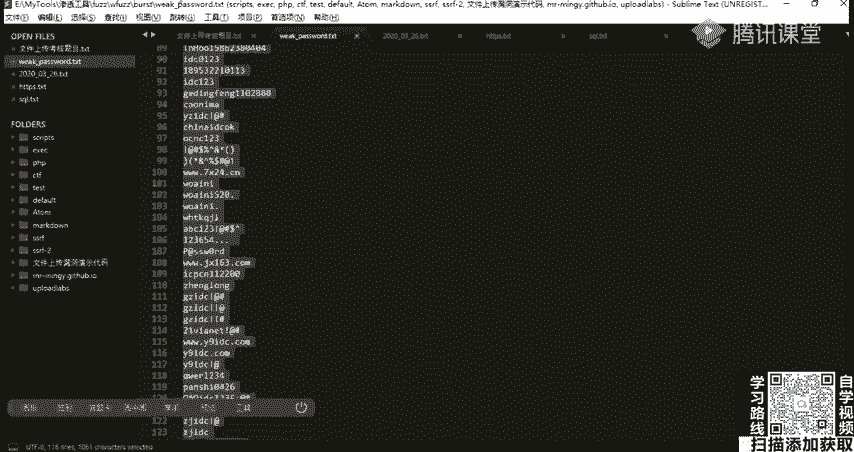 E:\MyTools\渗透工具\fuzz\wfuzz\burst\weak_password.txt (scripts, exec, php, ctf, test, default, Atom, markdown, ssrf, ssrf-2, 文件上传漏洞演示代码, mr-mingy.github.io, uploadlabs) - Sublime Text (UNREGIST
文件(F) 编辑(E) 选择(S) 查找(I) 视图(V) 跳转(G) 工具(T) 项目(P) 首选项(N) 帮助(H)
OPEN FILES
文件上传考核题目.txt
weak_password.txt
2020_03_26.txt
https.txt
sql.txt
FOLDERS
scripts
exec
php
ctf
test
default
Atom
markdown
ssrf
ssrf-2
文件上传漏洞演示代码
mr-mingy.github.io
uploadlabs
文件上传考核题目.txt weak_password.txt 2020_03_26.txt https.txt sql.txt
腾讯课堂
89
90 idc0123
91 189532210113
92 idc123
93 gedingfeng1102888
94 caonima
95 yzidc!@#
96 chinaidcok
97 ocnc123
98 !@#$%^&*()
99 )(*&^%$#@!
100 www.7x24.cn
101 woaini
102 woaini520.
103 woaini.
104 whtkqji
105 abc123!@#$^
106 123654...
107 P@ssw0rd
108 www.jx163.com
109 icpcn112200
110 zhenglong
111 gzidc!@#
112 gzidc!!@
113 gzidc!!#
114 21vianet!@#
115 www.y9idc.com
116 y9idc.com
117 y9idc!@
118 qwer1234
119 panshi0426
122 zjidc!@
123 zjidc
UTF-8, 118 lines, 1061 characters selected
学习路线
自学视频
扫描添加获取